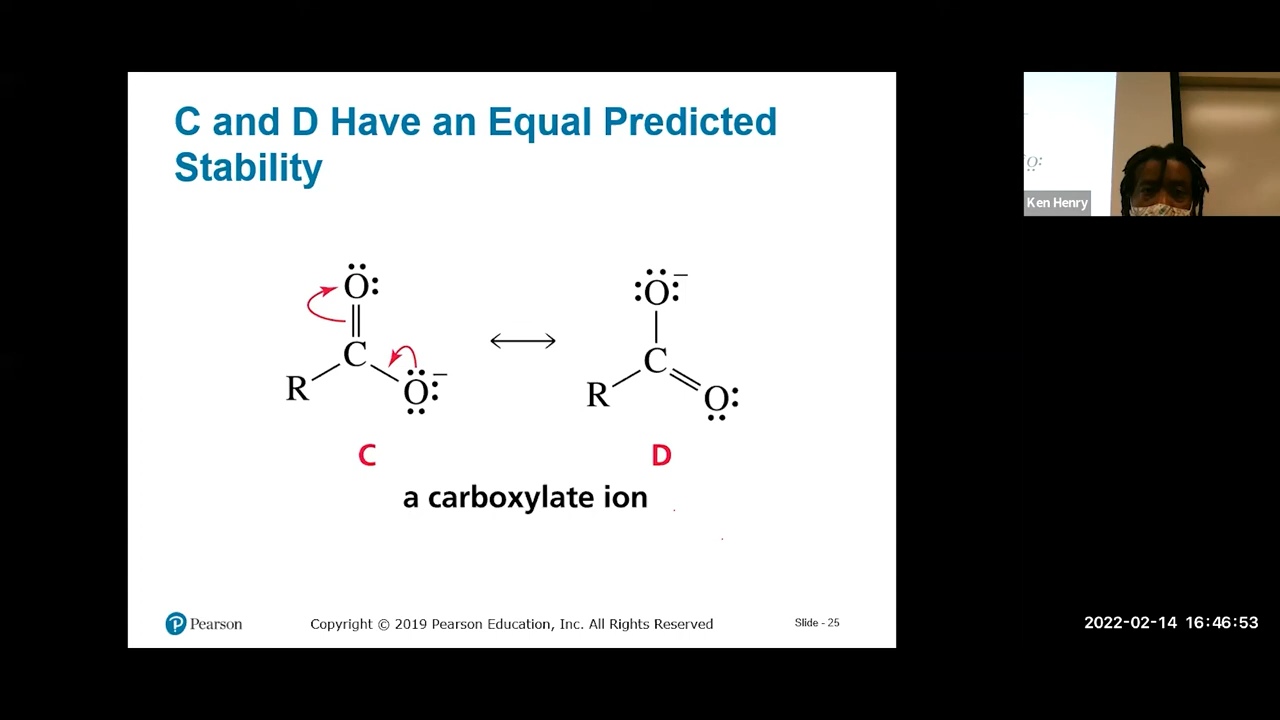 C and D Have an Equal Predicted
Stability
O:
Ken Henry
O:
C
R
O:
−
:O:
−
C
R
O:
C
D
a carboxylate ion
Pearson
Copyright © 2019 Pearson Education, Inc. All Rights Reserved
Slide - 25
2022-02-14 16:46:53